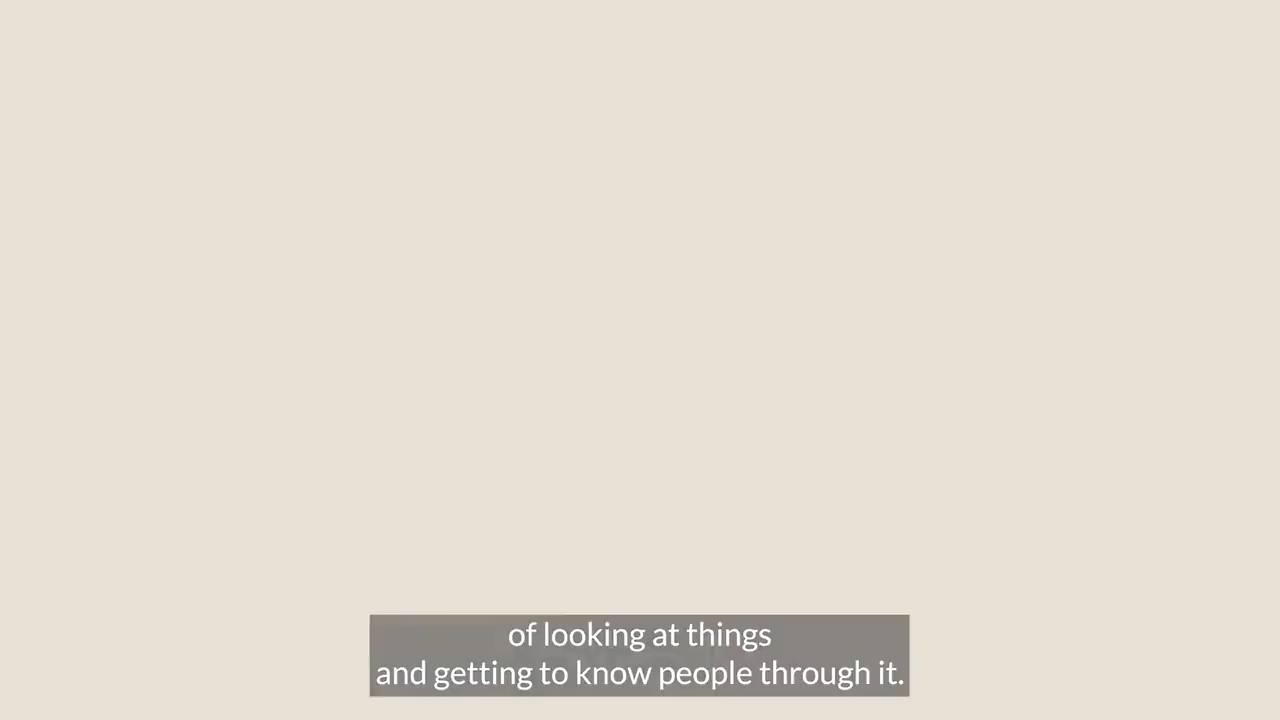 of looking at things
and getting to know people through it.